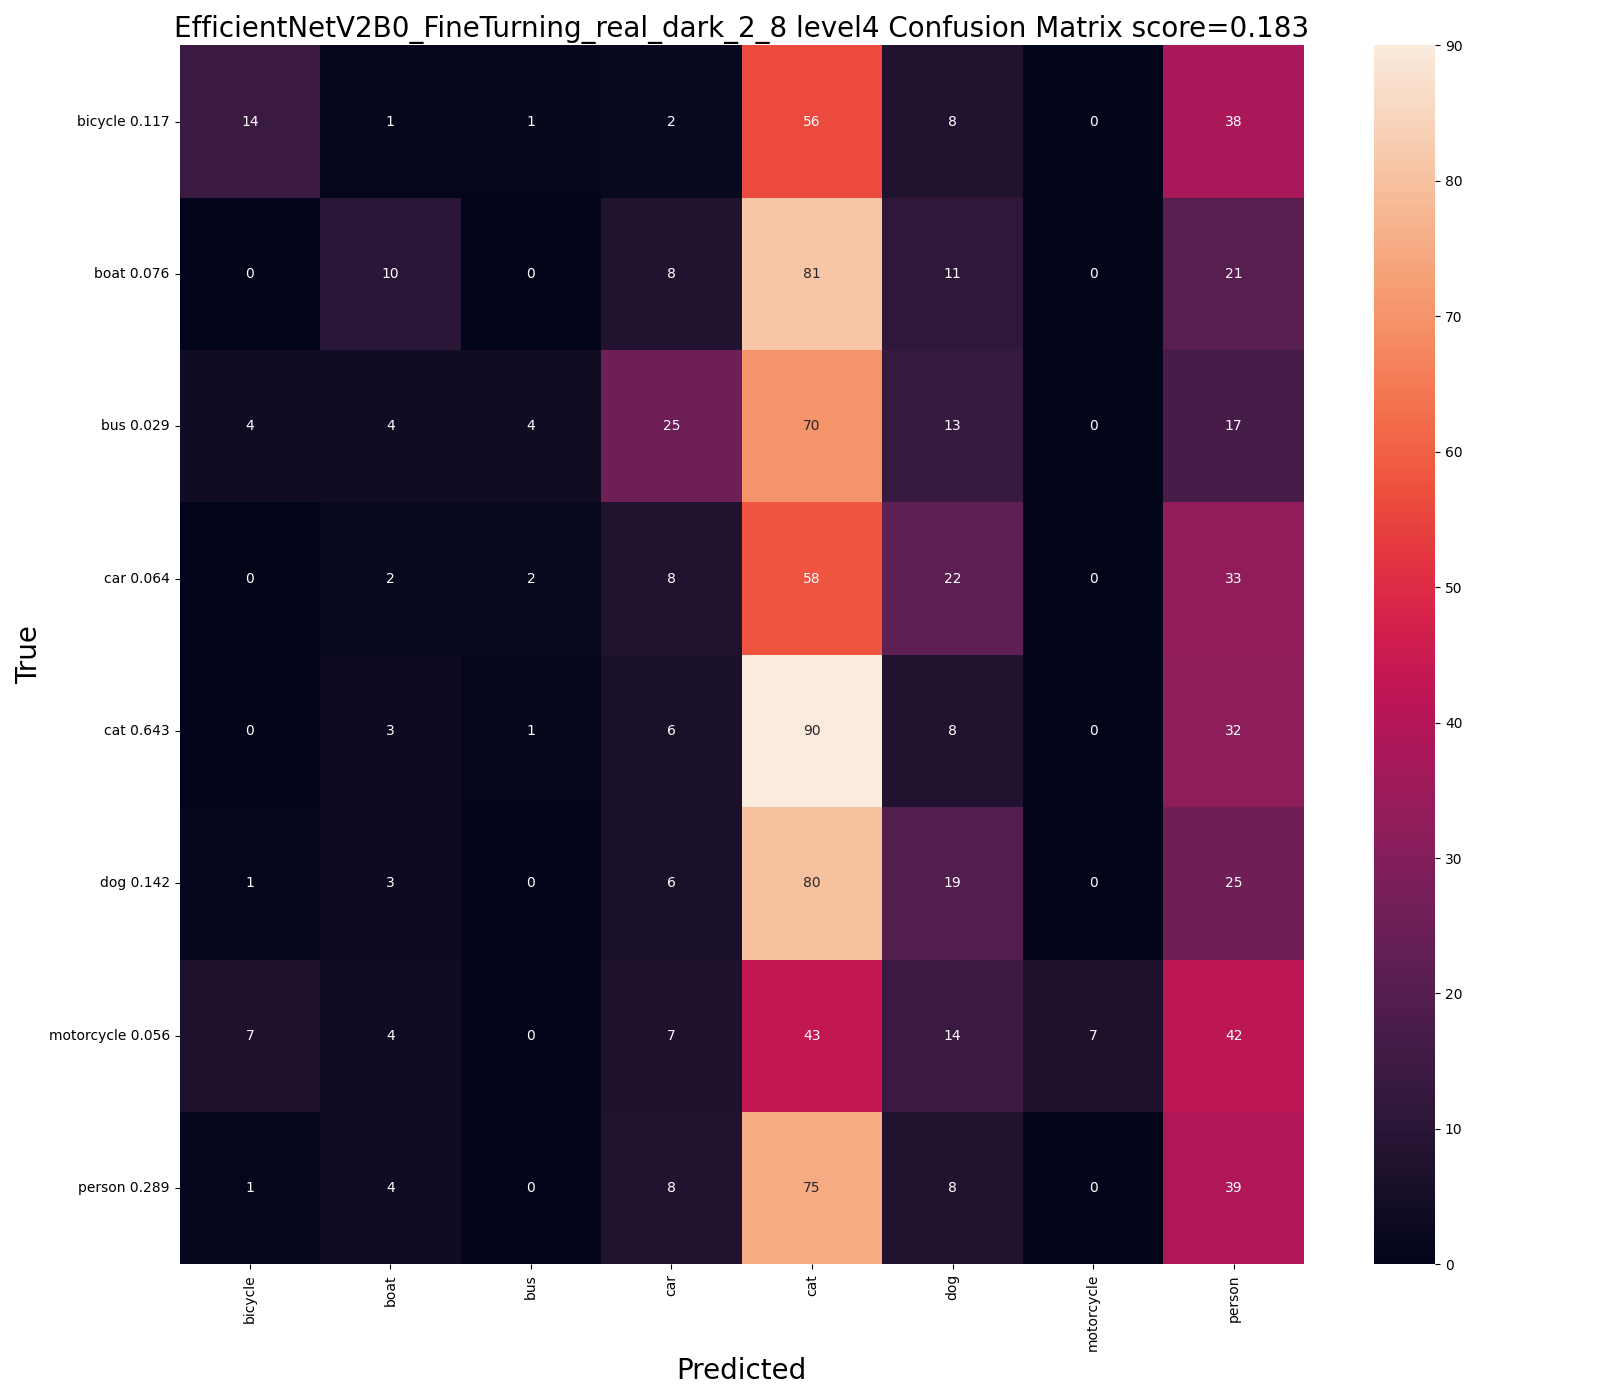 EfficientNetV2B0_FineTurning_real_dark_2_8 level4 Confusion Matrix score=0.183
True
bicycle 0.117 14 1 1 2 56 8 0 38
boat 0.076 0 10 0 8 81 11 0 21
bus 0.029 4 4 4 25 70 13 0 17
car 0.064 0 2 2 8 58 22 0 33
cat 0.643 0 3 1 6 90 8 0 32
dog 0.142 1 3 0 6 80 19 0 25
motorcycle 0.056 7 4 0 7 43 14 7 42
person 0.289 1 4 0 8 75 8 0 39
bicycle boat bus car cat dog motorcycle person
Predicted
90
80
70
60
50
40
30
20
10
0